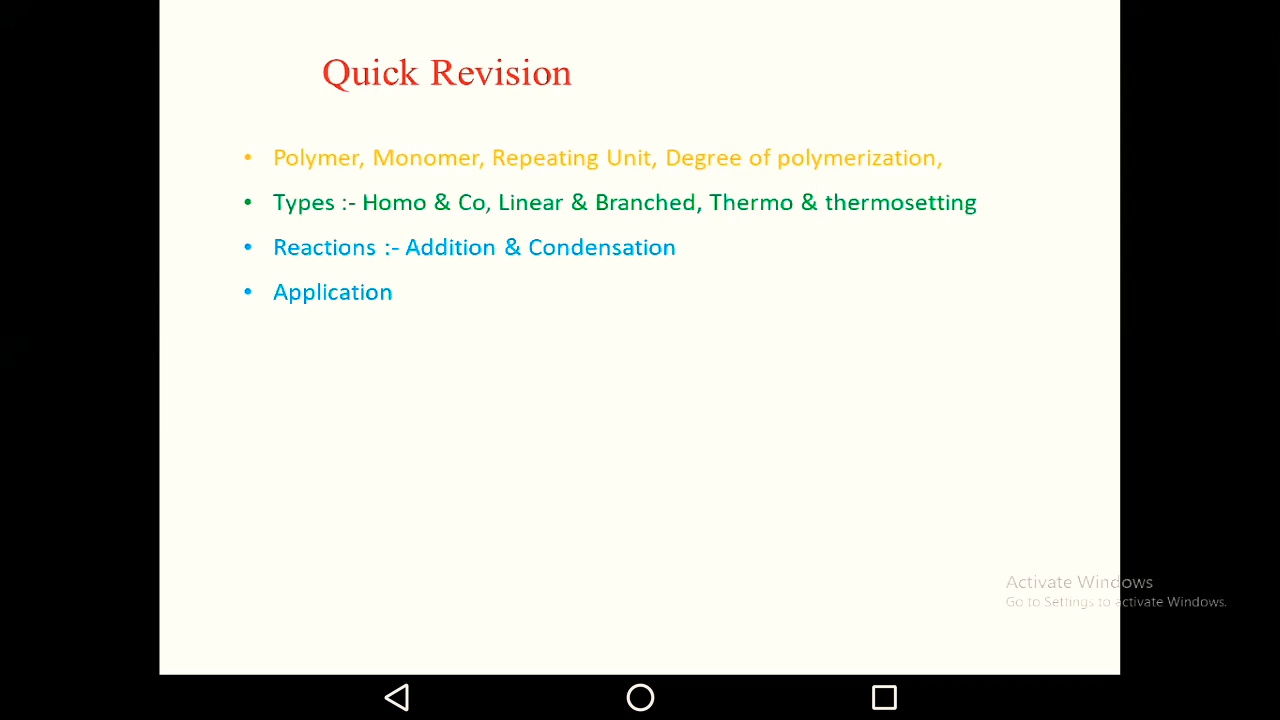 Quick Revision
• Polymer, Monomer, Repeating Unit, Degree of polymerization,
• Types :- Homo & Co, Linear & Branched, Thermo & thermosetting
• Reactions :- Addition & Condensation
• Application
Activate Windows
Go to Settings to activate Windows.